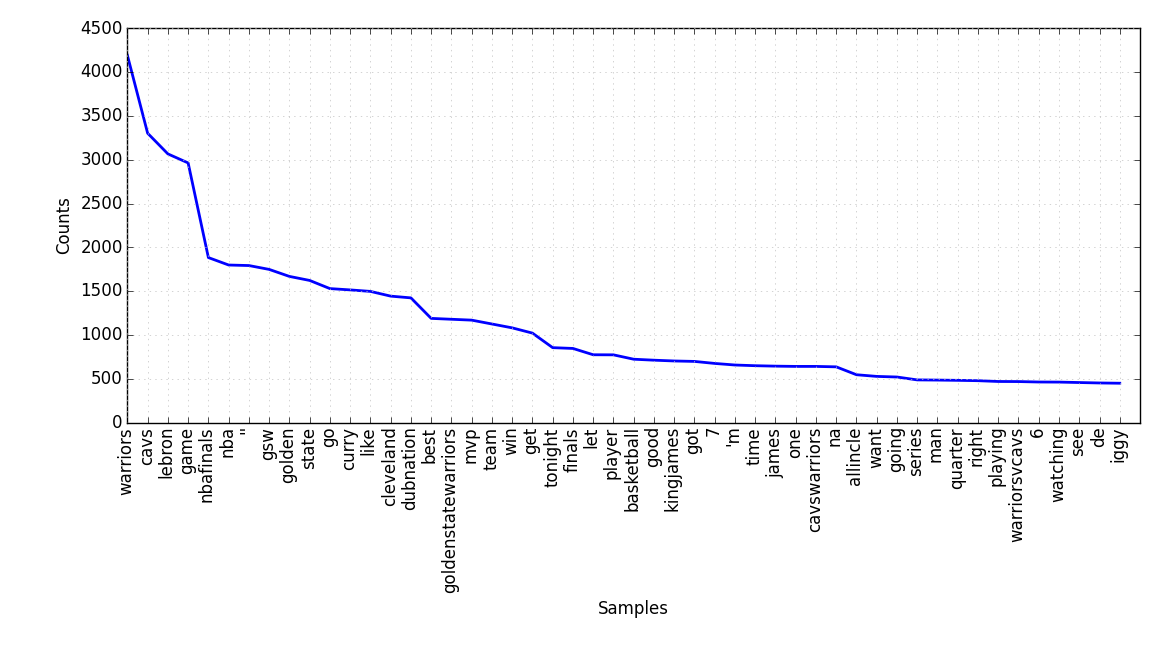 4500
4000
3500
3000
2500
2000
1500
1000
500
0
Counts
warriors
cavs
lebron
game
nbafinals
nba
"
gsw
golden
state
go
curry
like
cleveland
dubnation
best
goldenstatewarriors
mvp
team
win
get
tonight
finals
let
player
basketball
good
kingjames
got
7
'm
time
james
one
cavswarriors
na
allincle
want
going
series
man
quarter
right
playing
warriorsvcavs
6
watching
see
de
iggy
Samples